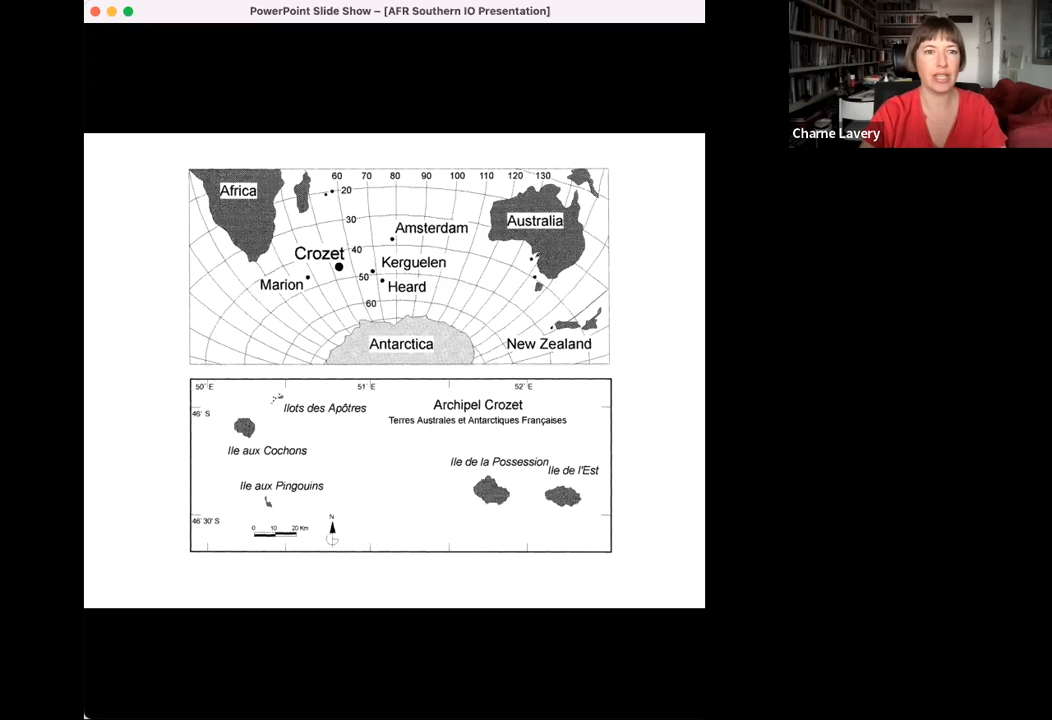 PowerPoint Slide Show – [AFR Southern IO Presentation]
Charne Lavery
60 70 80 90 100 110 120 130
Africa
20
30
Amsterdam
Australia
Crozet
40
Kerguelen
50
Marion
Heard
60
Antarctica
New Zealand
50° E
51° E
52° E
46° S
Ilots des Apôtres
Archipel Crozet
Terres Australes et Antarctiques Françaises
Ile aux Cochons
Ile de la Possession
Ile de l'Est
Ile aux Pingouins
46° 30' S
0 10 20 Km
N